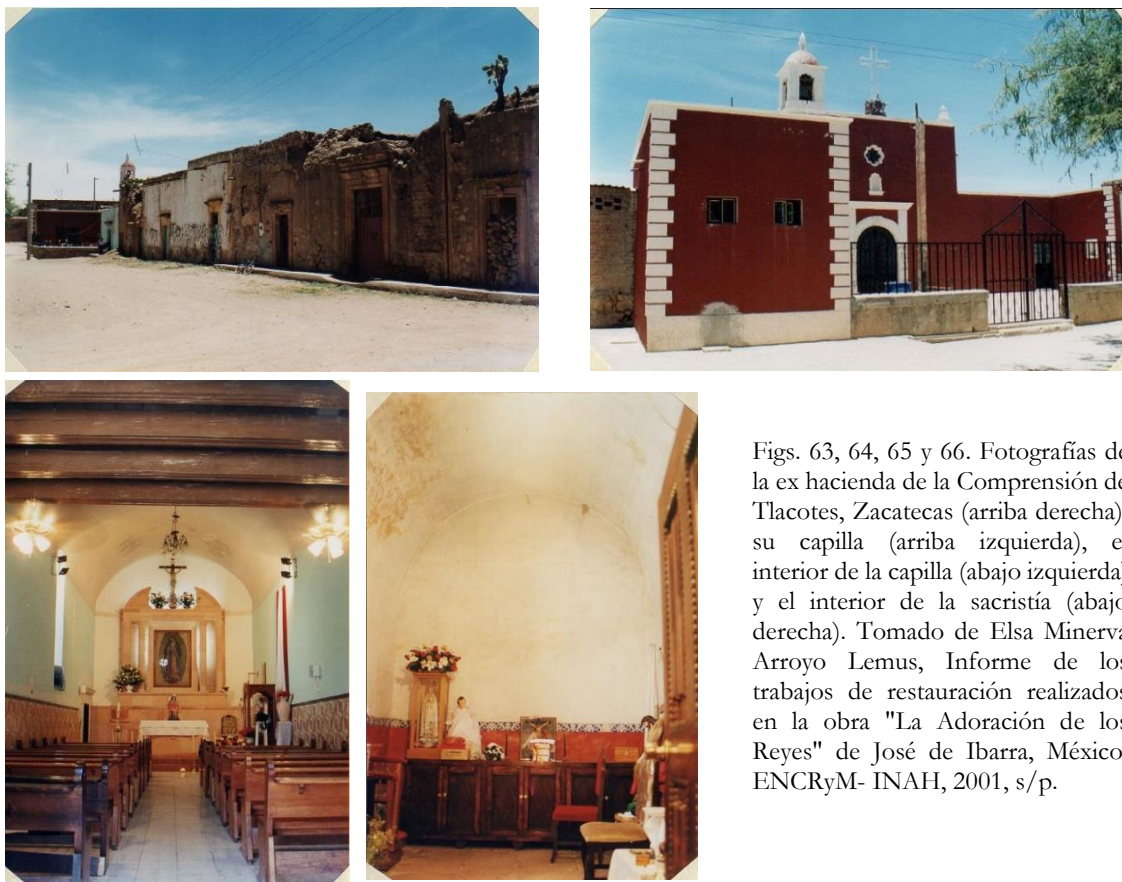 Figs. 63, 64, 65 y 66. Fotografías de
la ex hacienda de la Comprensión de
Tlacotes, Zacatecas (arriba derecha)
su capilla (arriba izquierda), e
interior de la capilla (abajo izquierda)
y el interior de la sacristía (abajo
derecha). Tomado de Elsa Minerva
Arroyo Lemus, Informe de los
trabajos de restauración realizados
en la obra "La Adoración de los
Reyes" de José de Ibarra, México
ENCRyM- INAH, 2001, s/p.